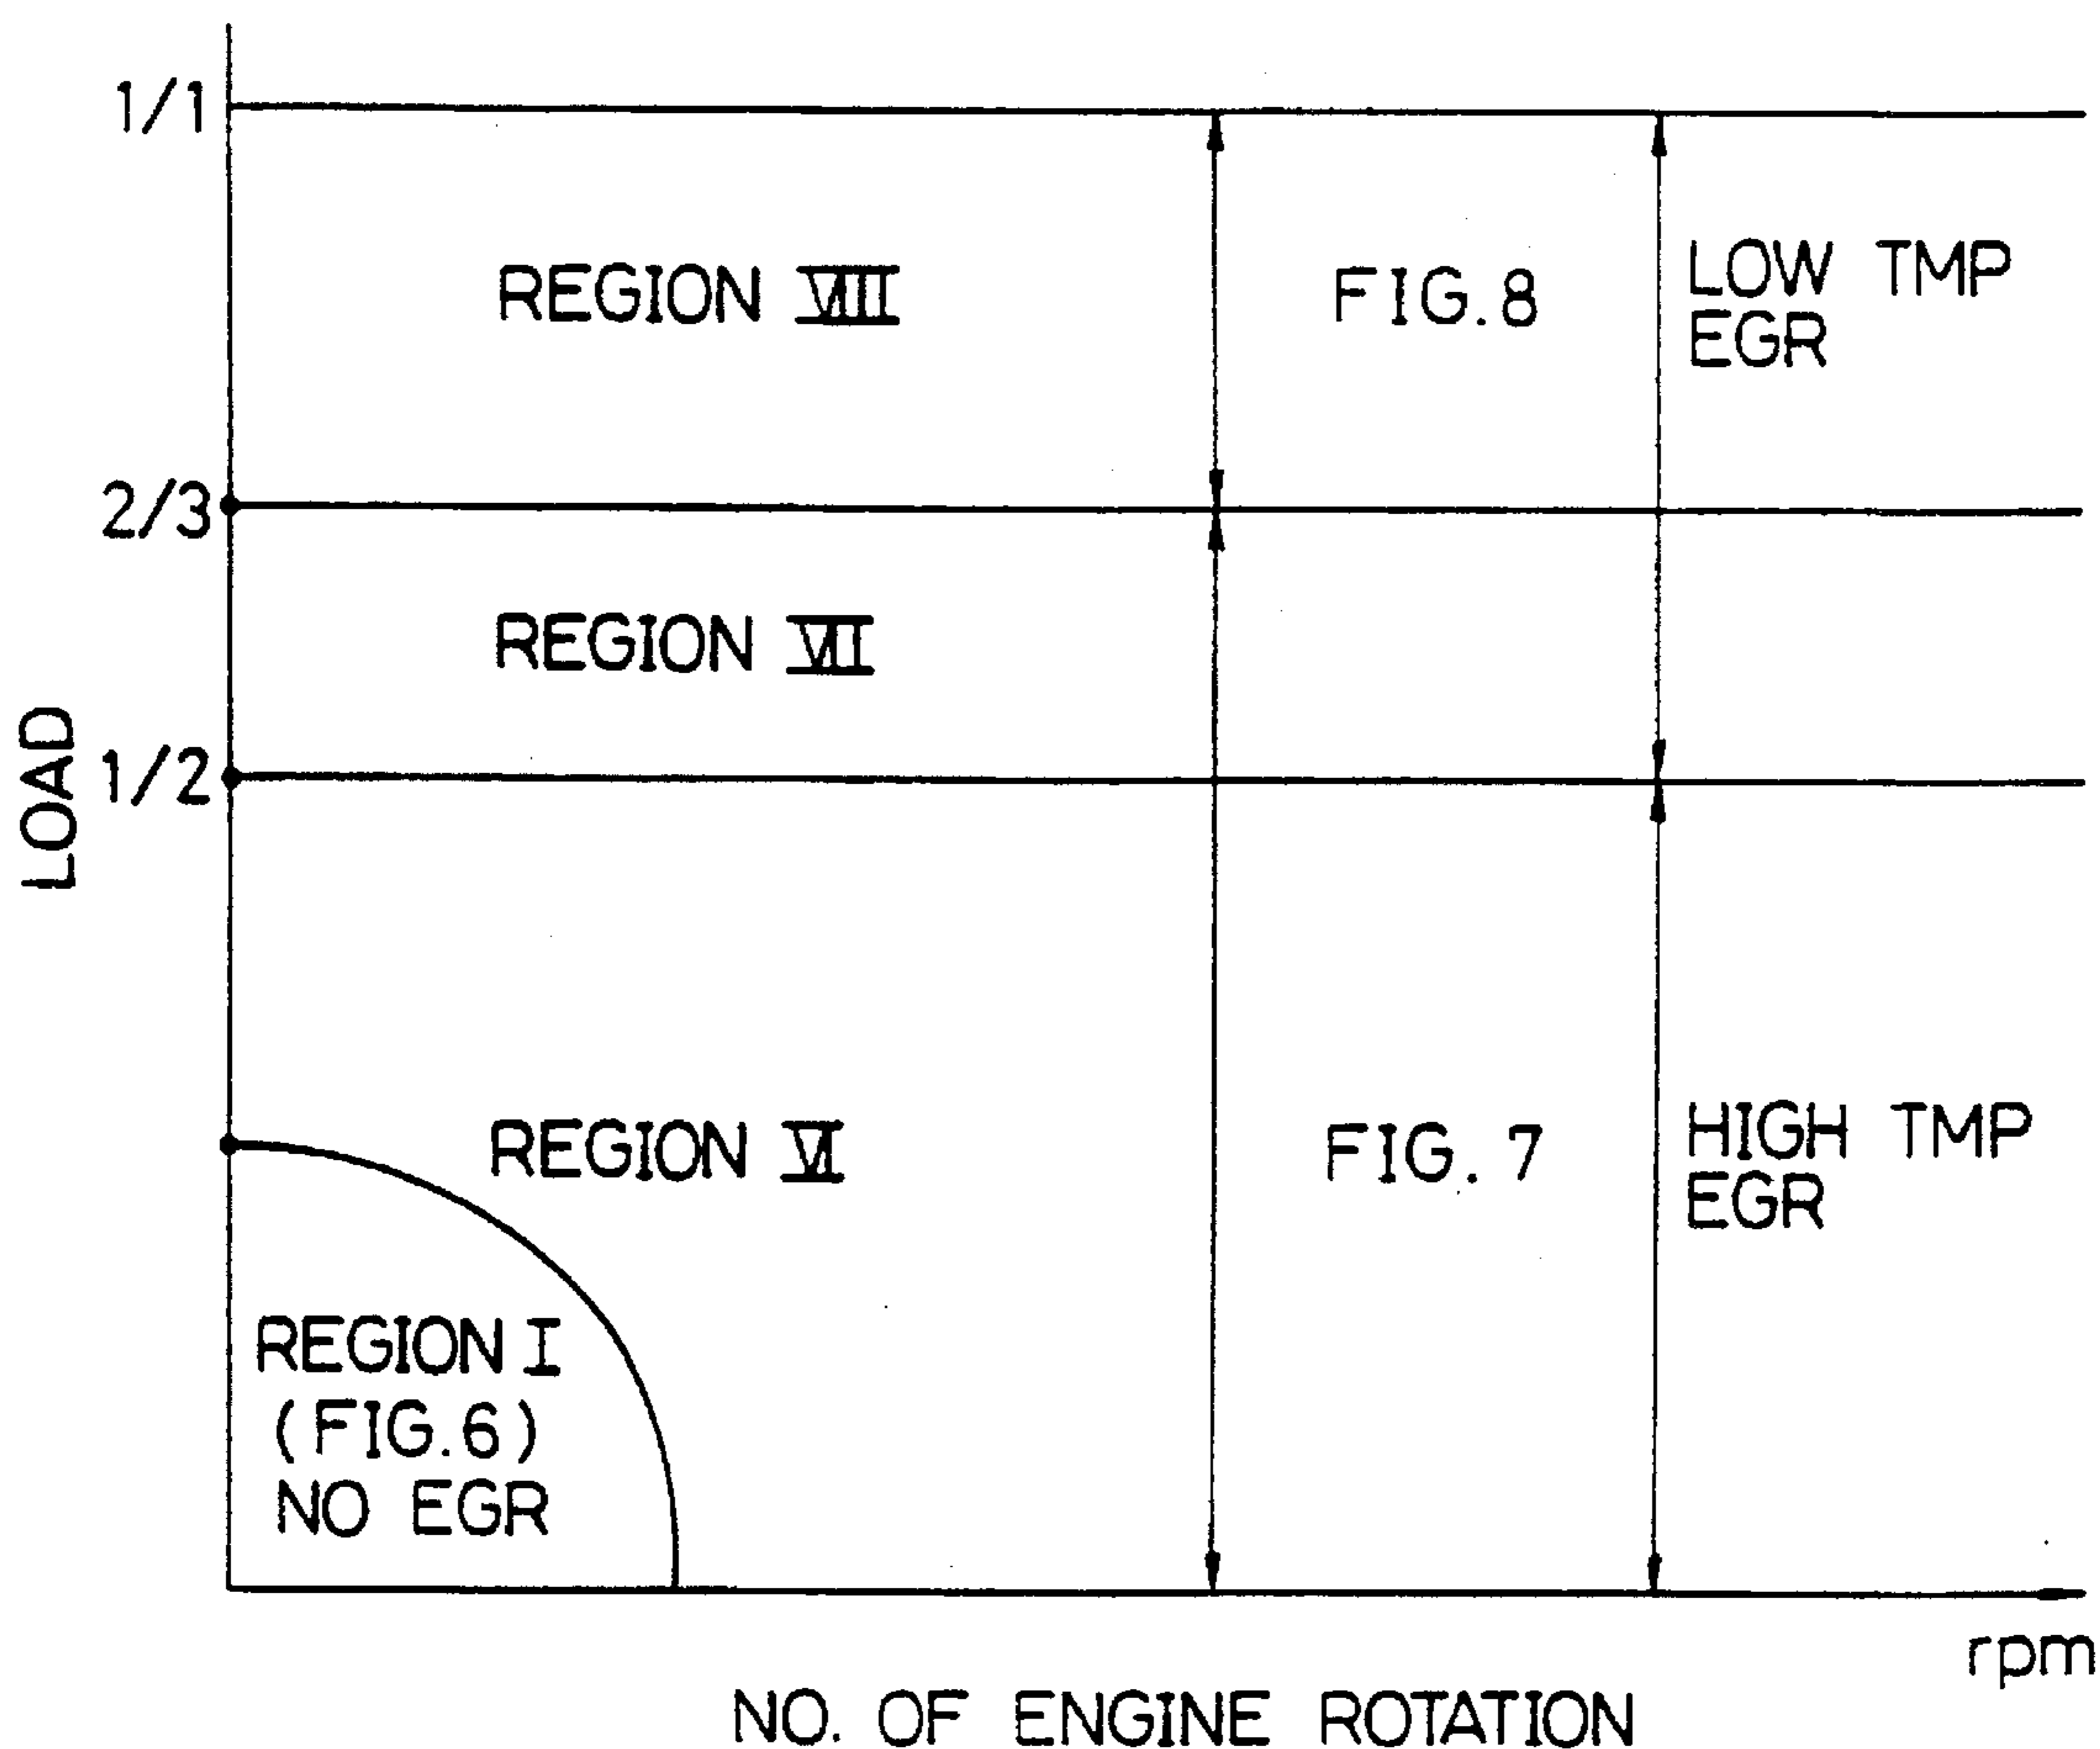 1/1
REGION VIII
FIG.8
LOW TMP
EGR
2/3
REGION VII
LOAD
1/2
REGION VI
FIG. 7
HIGH TMP
EGR
REGION I
(FIG.6)
NO EGR
rpm
NO. OF ENGINE ROTATION